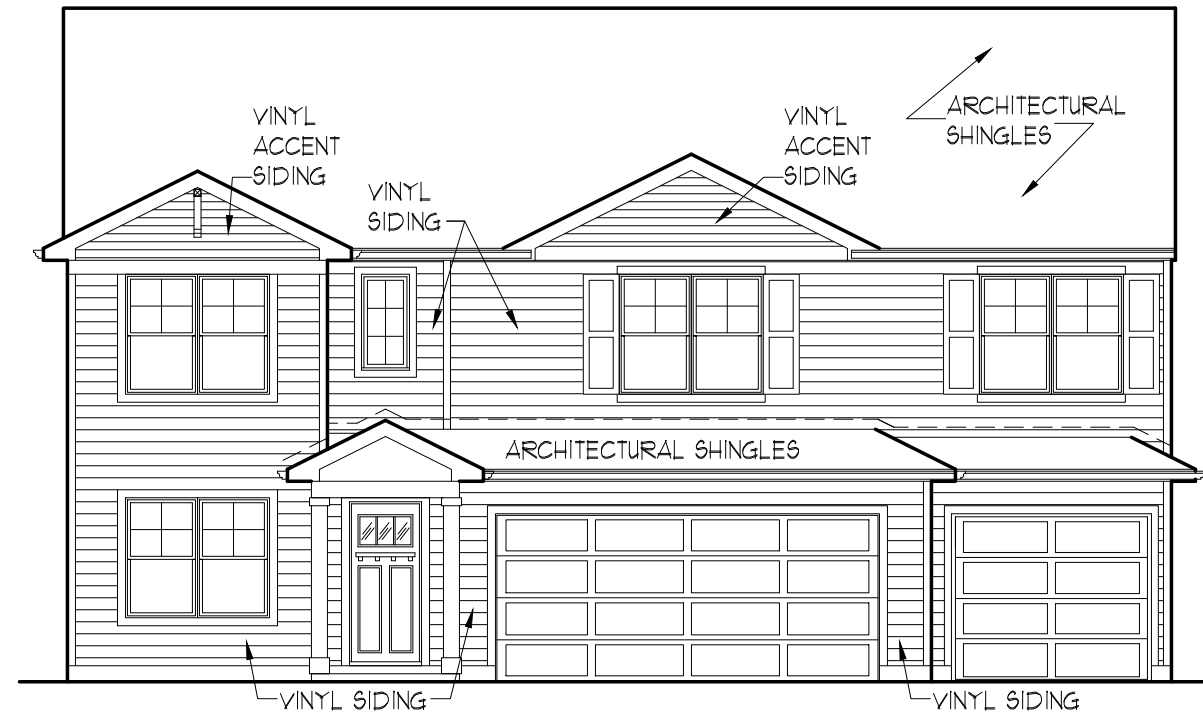 ARCHITECTURAL
SHINGLES
VINYL
ACCENT
SIDING
VINYL
ACCENT
SIDING
VINYL
SIDING
ARCHITECTURAL SHINGLES
VINYL SIDING
VINYL SIDING